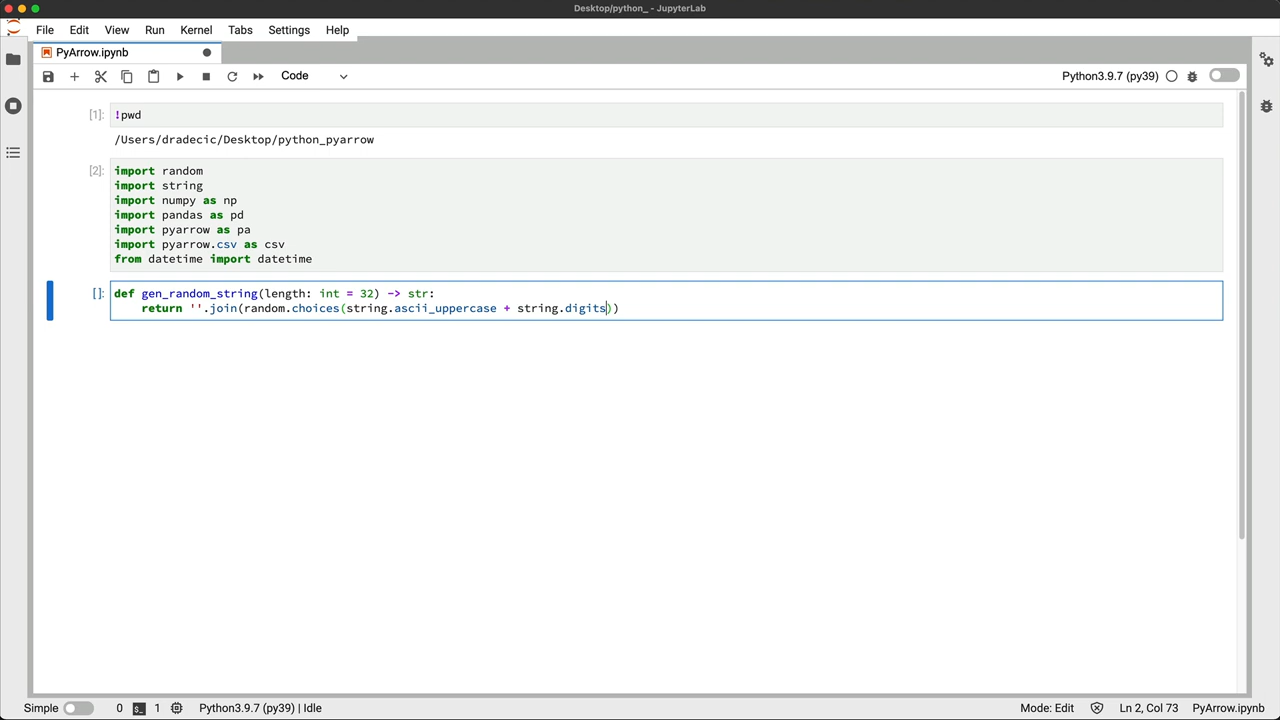 Desktop/python_ - JupyterLab
File Edit View Run Kernel Tabs Settings Help
PyArrow.ipynb
Code
Python3.9.7 (py39)
[1]: !pwd
/Users/dradecic/Desktop/python_pyarrow
[2]: import random
import string
import numpy as np
import pandas as pd
import pyarrow as pa
import pyarrow.csv as csv
from datetime import datetime
[]: def gen_random_string(length: int = 32) -> str:
    return ''.join(random.choices(string.ascii_uppercase + string.digits))
Simple 0 $_ 1 Python3.9.7 (py39) | Idle Mode: Edit Ln 2, Col 73 PyArrow.ipynb